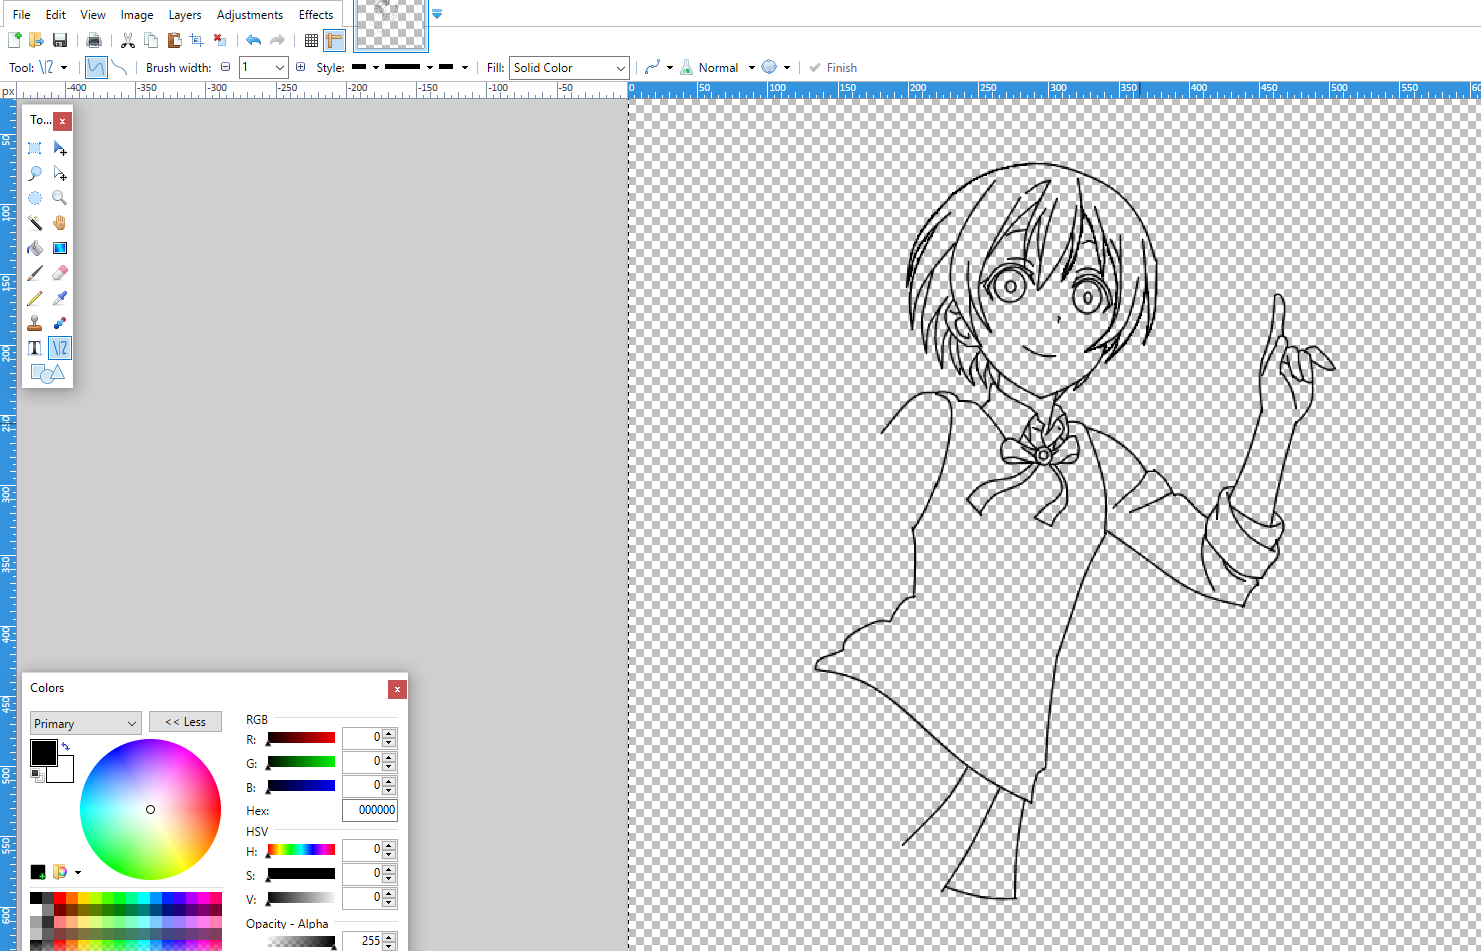 File Edit View Image Layers Adjustments Effects
Tool: Brush width: 1 Style: Fill: Solid Color Normal Finish
px -400 -350 -300 -250 -200 -150 -100 -50 0 50 100 150 200 250 300 350 400 450 500 550 60
To... x
50
100
150
200
250
300
350
400
450
500
550
600
Colors x
Primary << Less
RGB
R: 0
G: 0
B: 0
Hex: 000000
HSV
H: 0
S: 0
V: 0
Opacity - Alpha
255